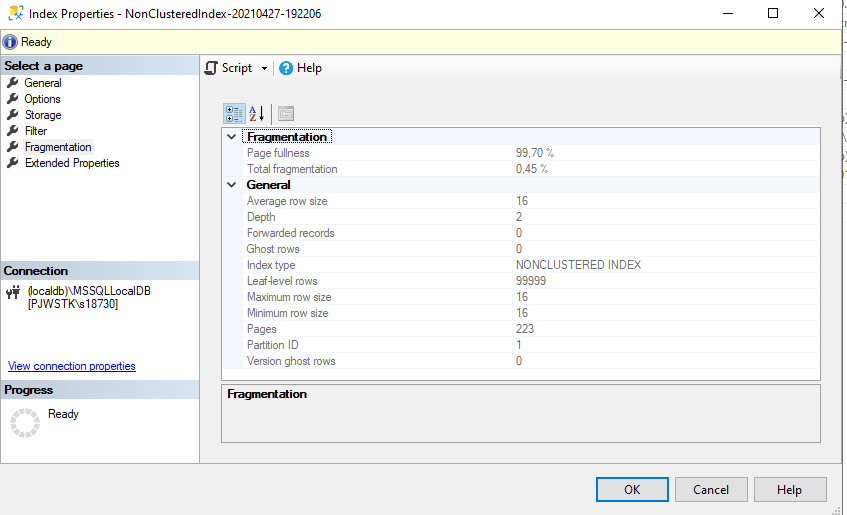 Index Properties - NonClusteredIndex-20210427-192206
Ready
Select a page
General
Options
Storage
Filter
Fragmentation
Extended Properties
Connection
(localdb)\MSSQLLocalDB
[PJWSTK\s18730]
View connection properties
Progress
Ready
Script Help
Fragmentation
Page fullness 99,70 %
Total fragmentation 0,45 %
General
Average row size 16
Depth 2
Forwarded records 0
Ghost rows 0
Index type NONCLUSTERED INDEX
Leaf-level rows 99999
Maximum row size 16
Minimum row size 16
Pages 223
Partition ID 1
Version ghost rows 0
Fragmentation
OK Cancel Help